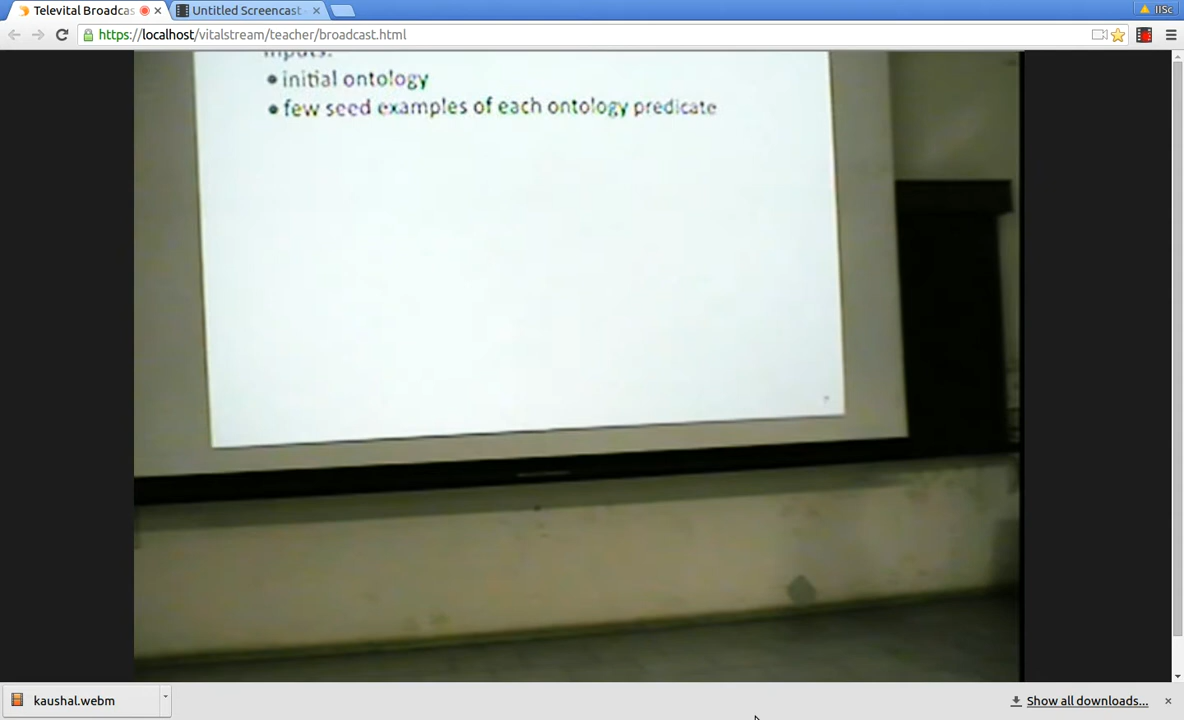 Televital Broadcas
Untitled Screencast
IISc
https://localhost/vitalstream/teacher/broadcast.html
Inputs:
• initial ontology
• few seed examples of each ontology predicate
kaushal.webm
Show all downloads...